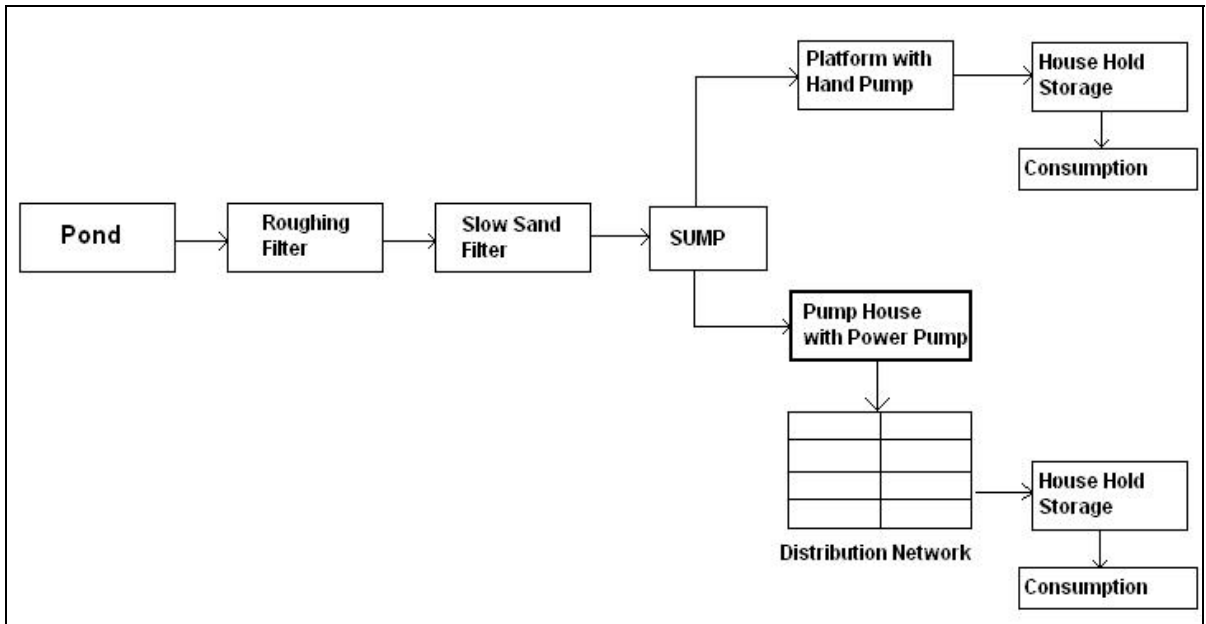 Platform with
Hand Pump
House Hold
Storage
Consumption
Pond
Roughing
Filter
Slow Sand
Filter
SUMP
Pump House
with Power Pump
House Hold
Storage
Distribution Network
Consumption